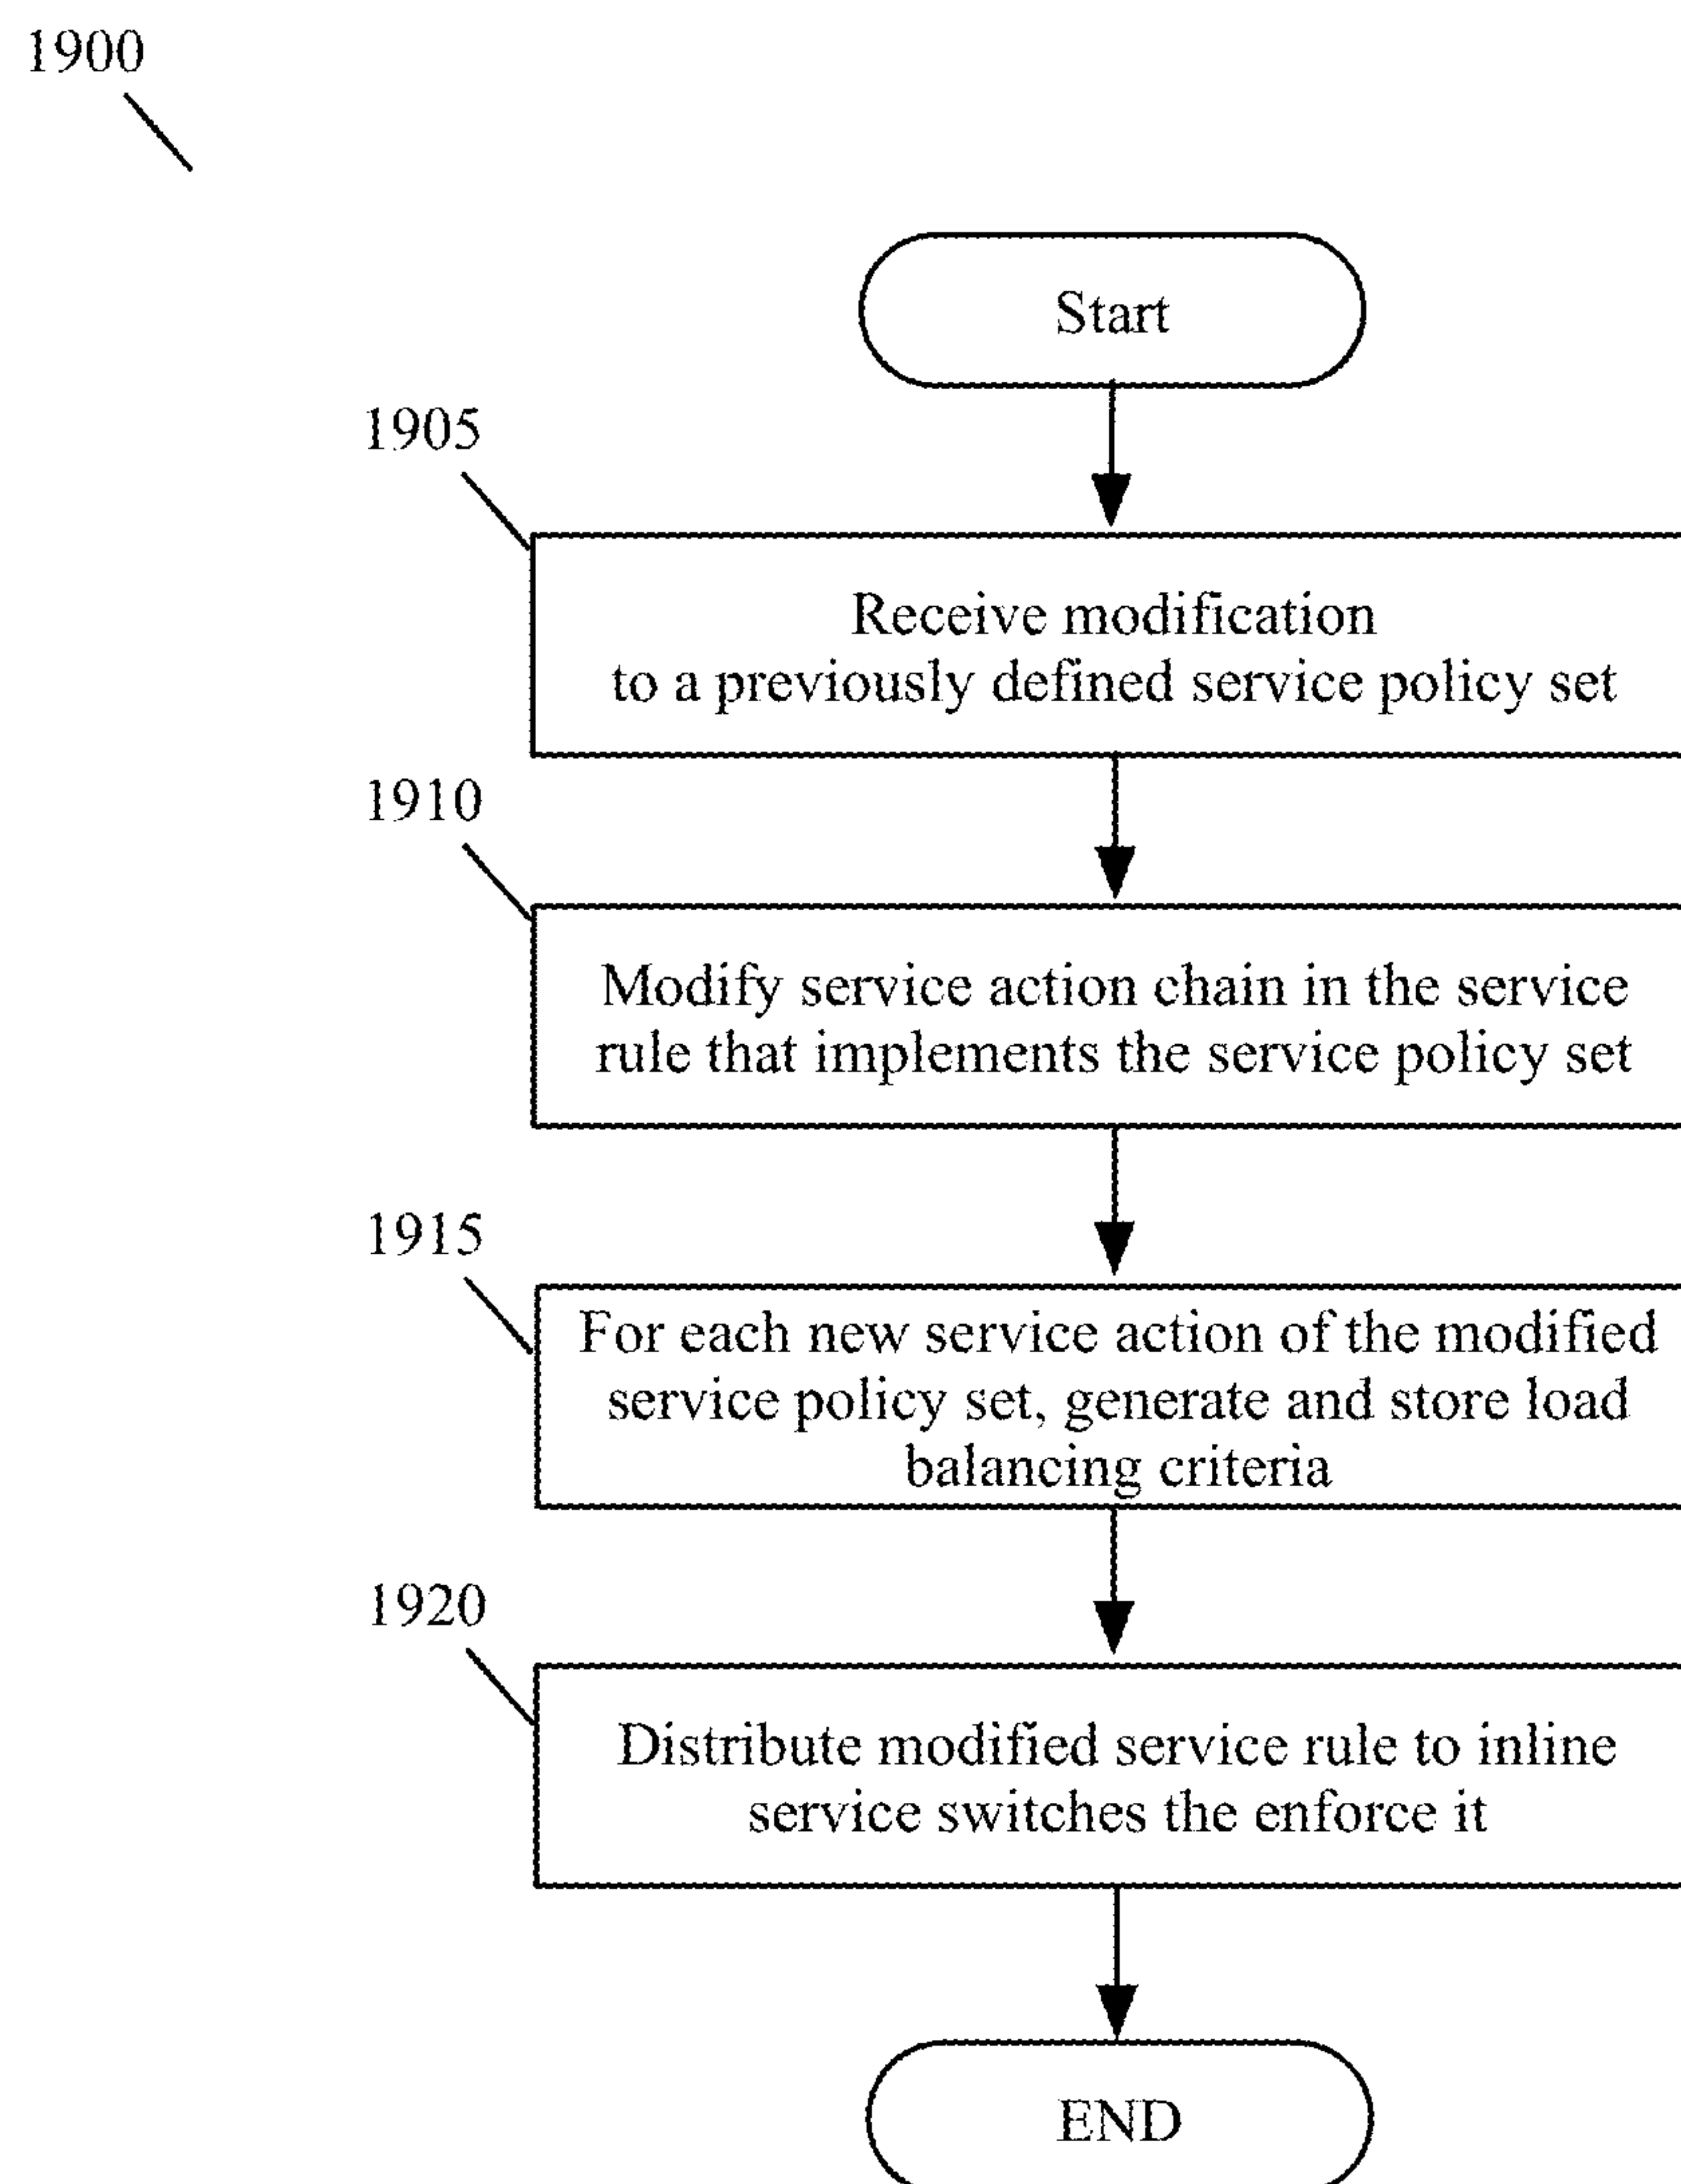 1900
Start
1905
Receive modification
to a previously defined service policy set
1910
Modify service action chain in the service
rule that implements the service policy set
1915
For each new service action of the modified
service policy set, generate and store load
balancing criteria
1920
Distribute modified service rule to inline
service switches the enforce it
END